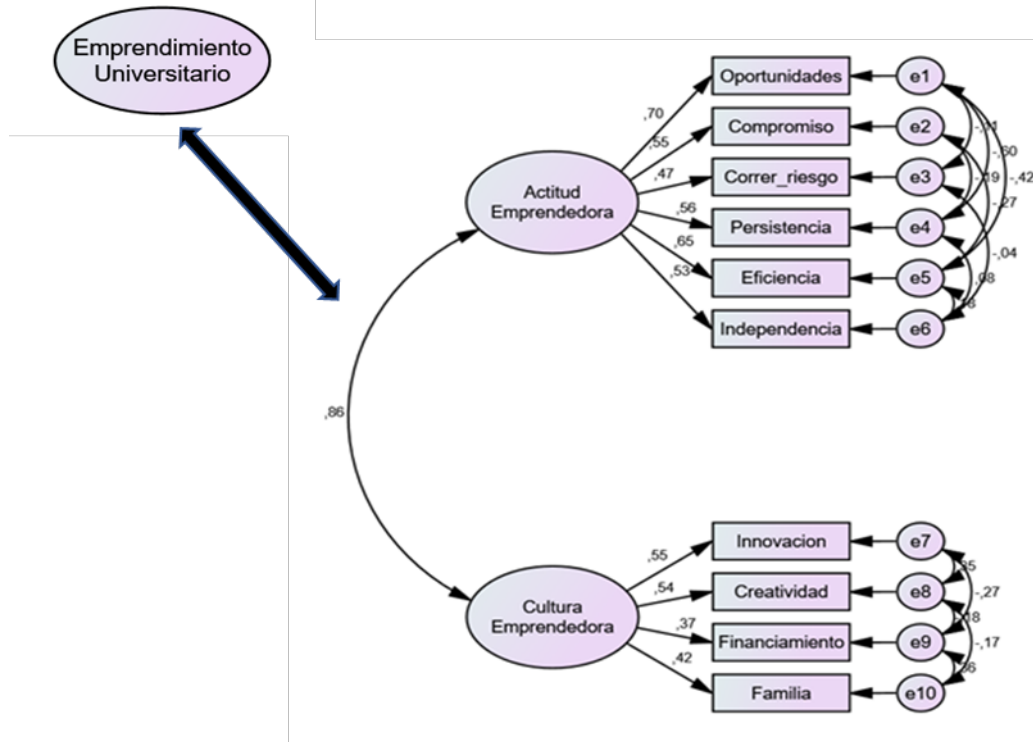 Emprendimiento
Universitario
Oportunidades
e1
,70
Compromiso
e2
,55
-,60
Correr_riesgo
e3
,47
-,42
Actitud
Emprendedora
-,27
Persistencia
e4
,56
,65
-,04
Eficiencia
e5
,53
Independencia
e6
,86
Innovacion
e7
,55
Creatividad
e8
,54
-,27
Cultura
Emprendedora
,37
Financiamiento
e9
-,17
,42
Familia
e10